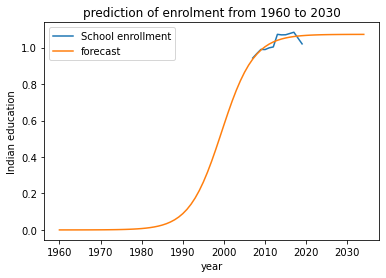 prediction of enrolment from 1960 to 2030
School enrollment
forecast
Indian education
1.0
0.8
0.6
0.4
0.2
0.0
1960 1970 1980 1990 2000 2010 2020 2030
year